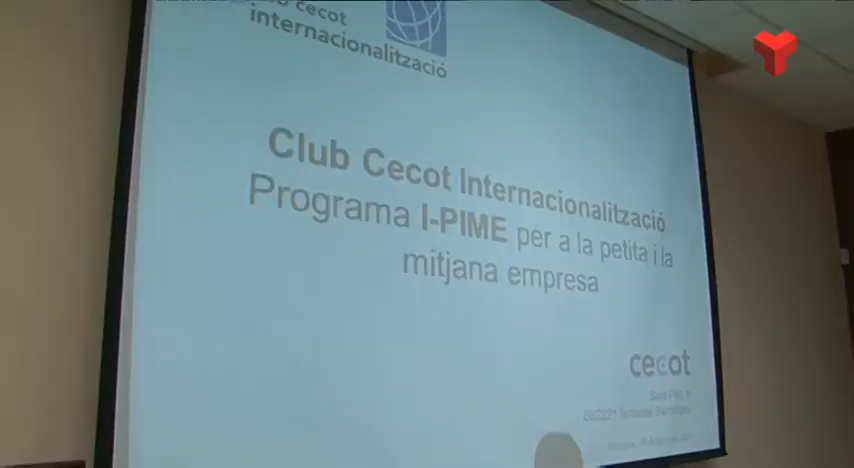 cecot
internacionalització
Club Cecot Internacionalització
Programa I-PIME per a la petita i la
mitjana empresa
cecot